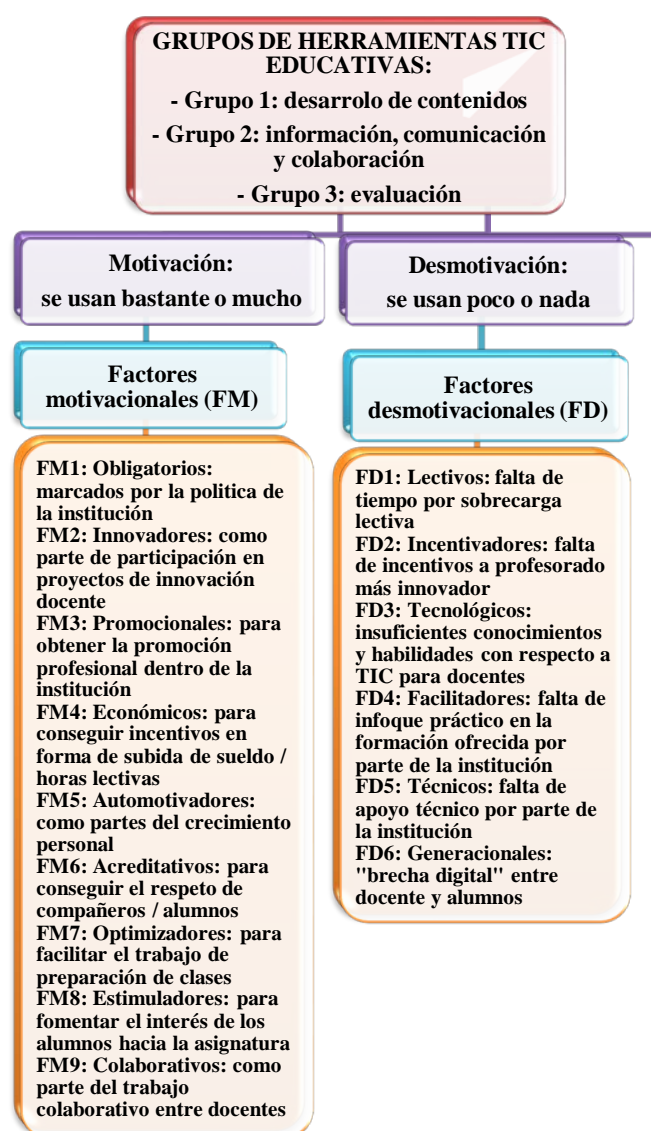 GRUPOS DE HERRAMIENTAS TIC
EDUCATIVAS:
- Grupo 1: desarrolo de contenidos
- Grupo 2: información, comunicación
y colaboración
- Grupo 3: evaluación
Motivación:
se usan bastante o mucho
Desmotivación:
se usan poco o nada
Factores
motivacionales (FM)
Factores
desmotivacionales (FD)
FM1: Obligatorios:
marcados por la politica de
la institución
FM2: Innovadores: como
parte de participación en
proyectos de innovación
docente
FM3: Promocionales: para
obtener la promoción
profesional dentro de la
institución
FM4: Económicos: para
conseguir incentivos en
forma de subida de sueldo /
horas lectivas
FM5: Automotivadores:
como partes del crecimiento
personal
FM6: Acreditativos: para
conseguir el respeto de
compañeros / alumnos
FM7: Optimizadores: para
facilitar el trabajo de
preparación de clases
FM8: Estimuladores: para
fomentar el interés de los
alumnos hacia la asignatura
FM9: Colaborativos: como
parte del trabajo
colaborativo entre docentes
FD1: Lectivos: falta de
tiempo por sobrecarga
lectiva
FD2: Incentivadores: falta
de incentivos a profesorado
más innovador
FD3: Tecnológicos:
insuficientes conocimientos
y habilidades con respecto a
TIC para docentes
FD4: Facilitadores: falta de
infoque práctico en la
formación ofrecida por
parte de la institución
FD5: Técnicos: falta de
apoyo técnico por parte de
la institución
FD6: Generacionales:
"brecha digital" entre
docente y alumnos